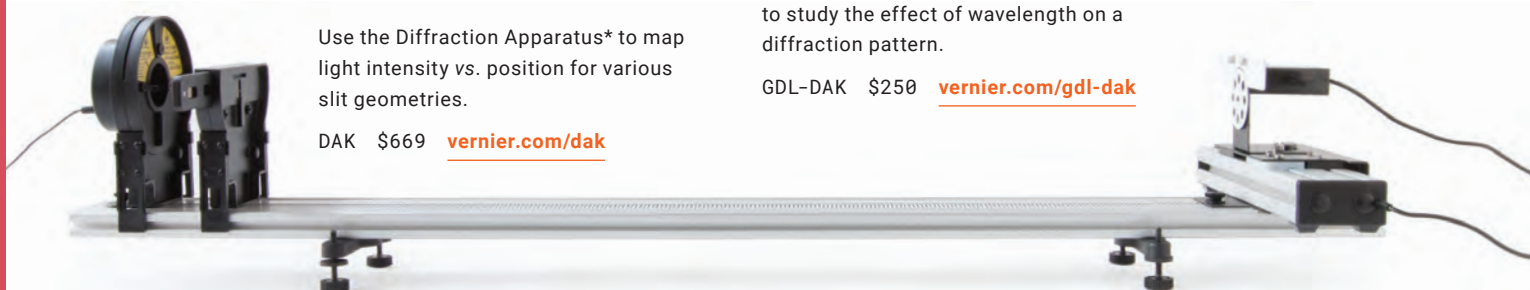 Use the Diffraction Apparatus* to map
light intensity vs. position for various
slit geometries.
DAK $669 vernier.com/dak
to study the effect of wavelength on a
diffraction pattern.
GDL-DAK $250 vernier.com/gdl-dak